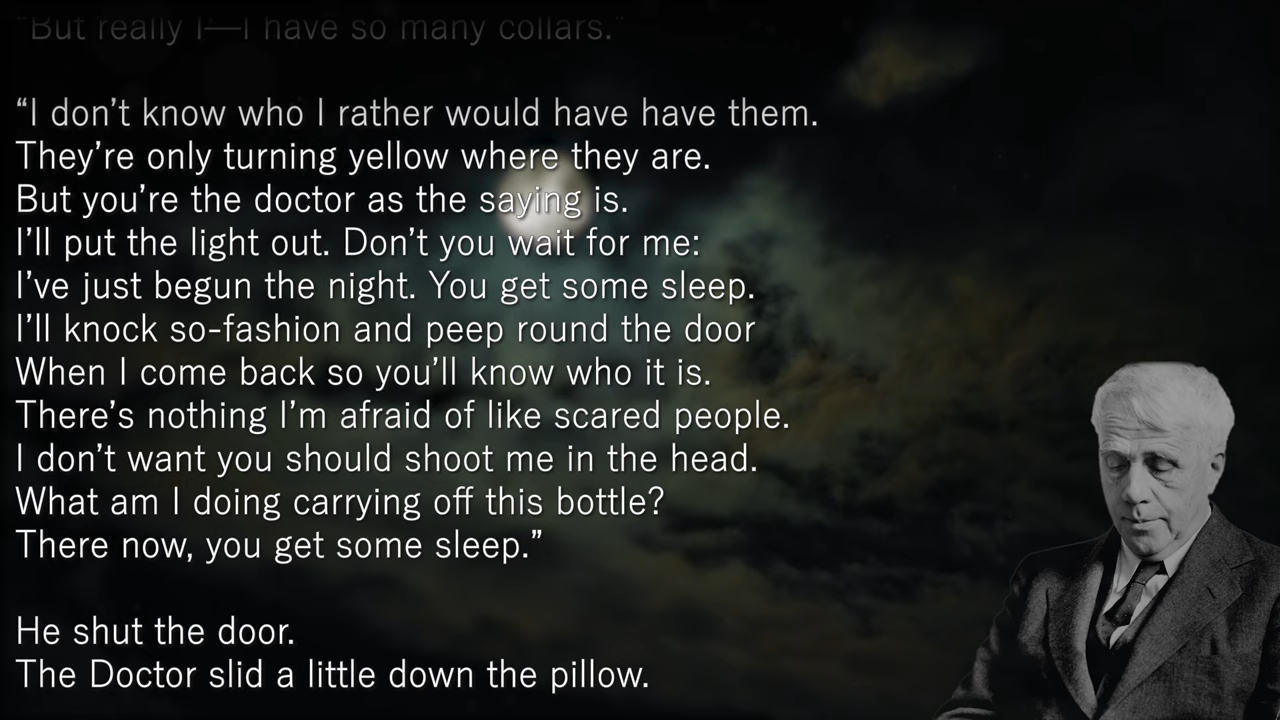 “But really I—I have so many collars.”
“I don’t know who I rather would have have them.
They’re only turning yellow where they are.
But you’re the doctor as the saying is.
I’ll put the light out. Don’t you wait for me:
I’ve just begun the night. You get some sleep.
I’ll knock so-fashion and peep round the door
When I come back so you’ll know who it is.
There’s nothing I’m afraid of like scared people.
I don’t want you should shoot me in the head.
What am I doing carrying off this bottle?
There now, you get some sleep.”
He shut the door.
The Doctor slid a little down the pillow.